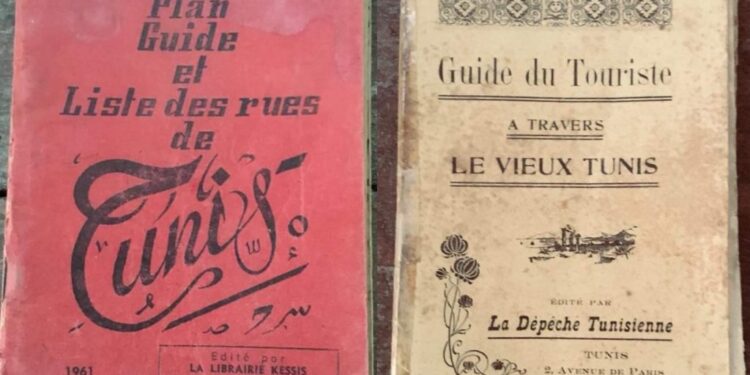 Plan
Guide
et
Liste des rues
de
Tunis
1961
Edité par
LA LIBRAIRIE KESSIS
Guide du Touriste
A TRAVERS
LE VIEUX TUNIS
ÉDITÉ PAR
La Dépêche Tunisienne
TUNIS
2, AVENUE DE PARIS